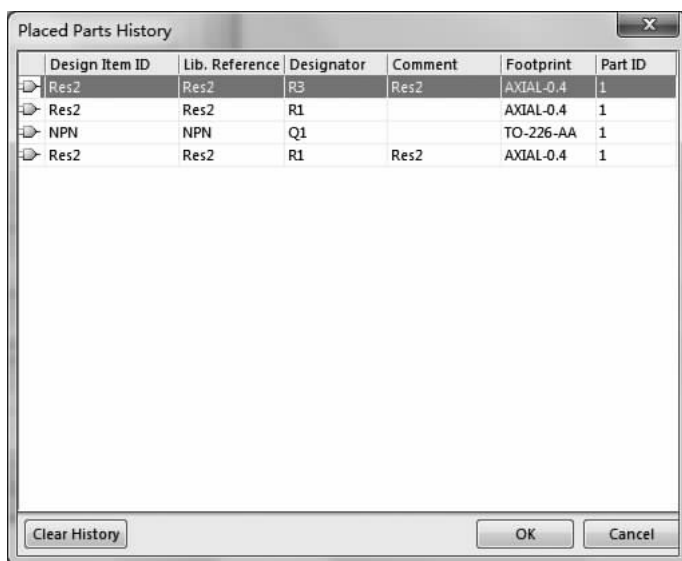 Placed Parts History
Design Item ID Lib. Reference Designator Comment Footprint Part ID
Res2 Res2 R3 Res2 AXIAL-0.4 1
Res2 Res2 R1 AXIAL-0.4 1
NPN NPN Q1 TO-226-AA 1
Res2 Res2 R1 Res2 AXIAL-0.4 1
Clear History OK Cancel